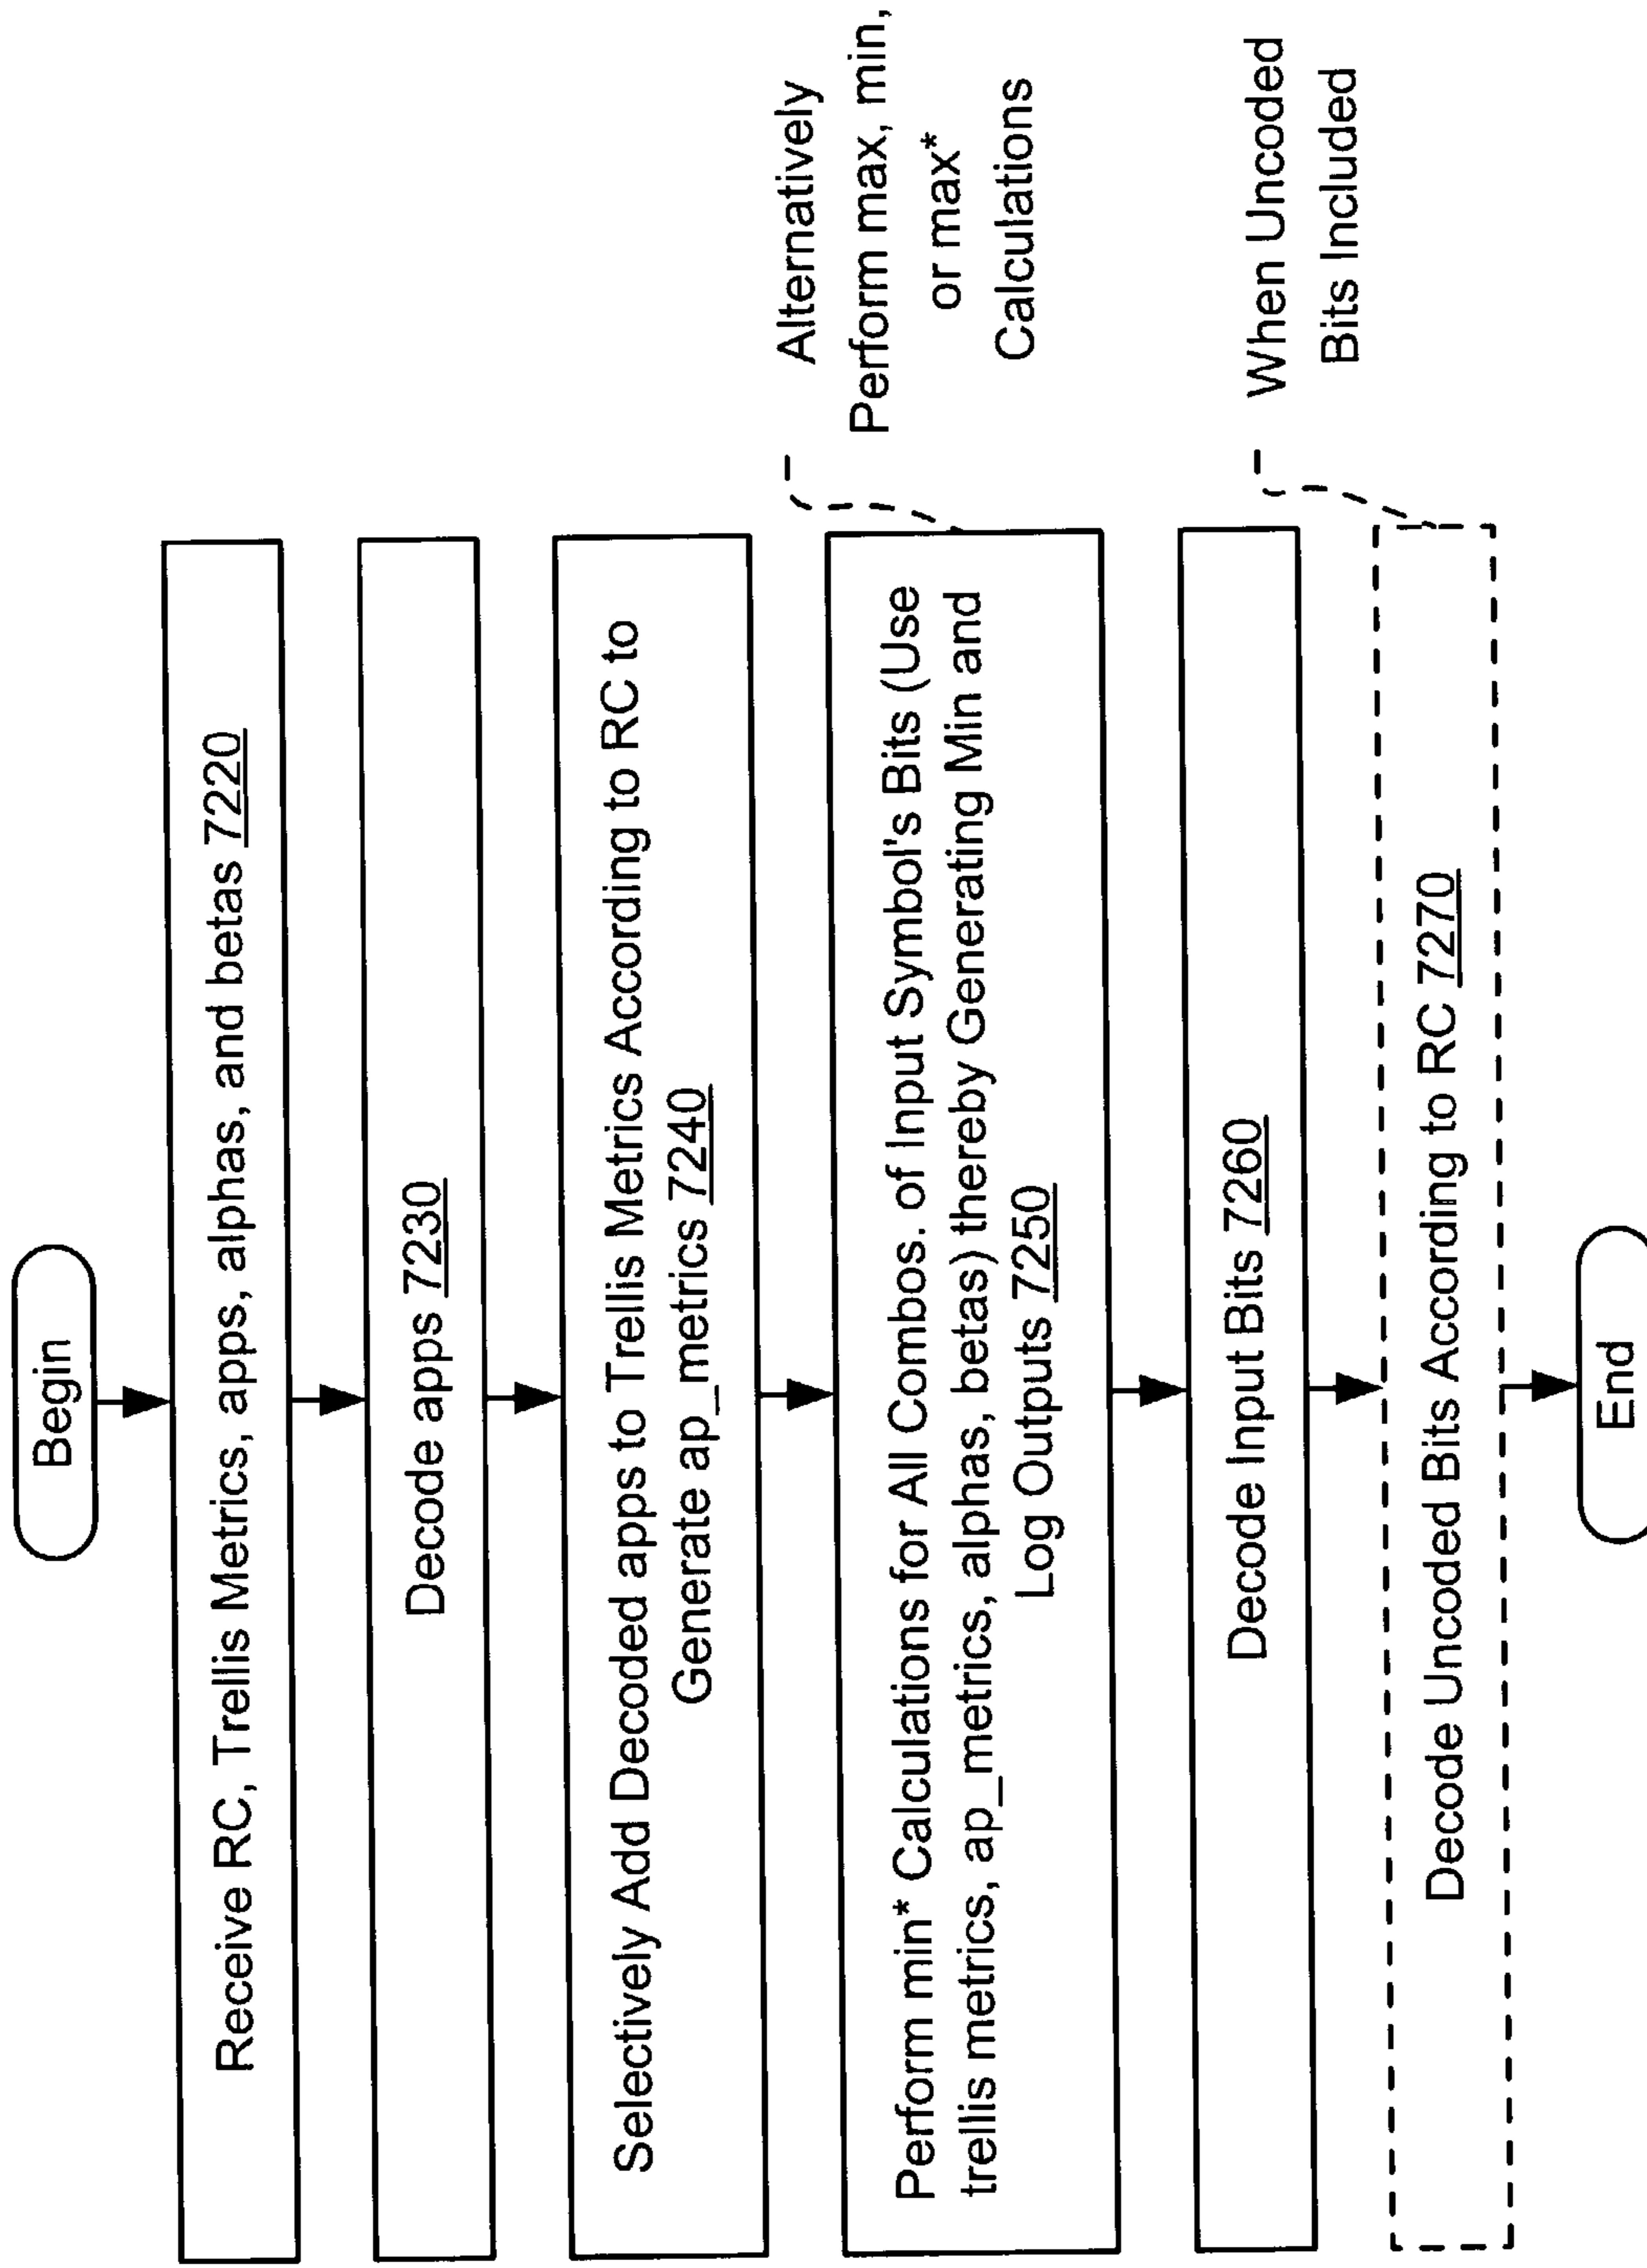 Begin
Receive RC, Trellis Metrics, apps, alphas, and betas 7220
Decode apps 7230
Selectively Add Decoded apps to Trellis Metrics According to RC to
Generate ap_metrics 7240
Perform min* Calculations for All Combos. of Input Symbol's Bits (Use
trellis metrics, ap_metrics, alphas, betas) thereby Generating Min and
Log Outputs 7250
Alternatively
Perform max, min,
or max*
Calculations
Decode Input Bits 7260
Decode Uncoded Bits According to RC 7270
When Uncoded
Bits Included
End